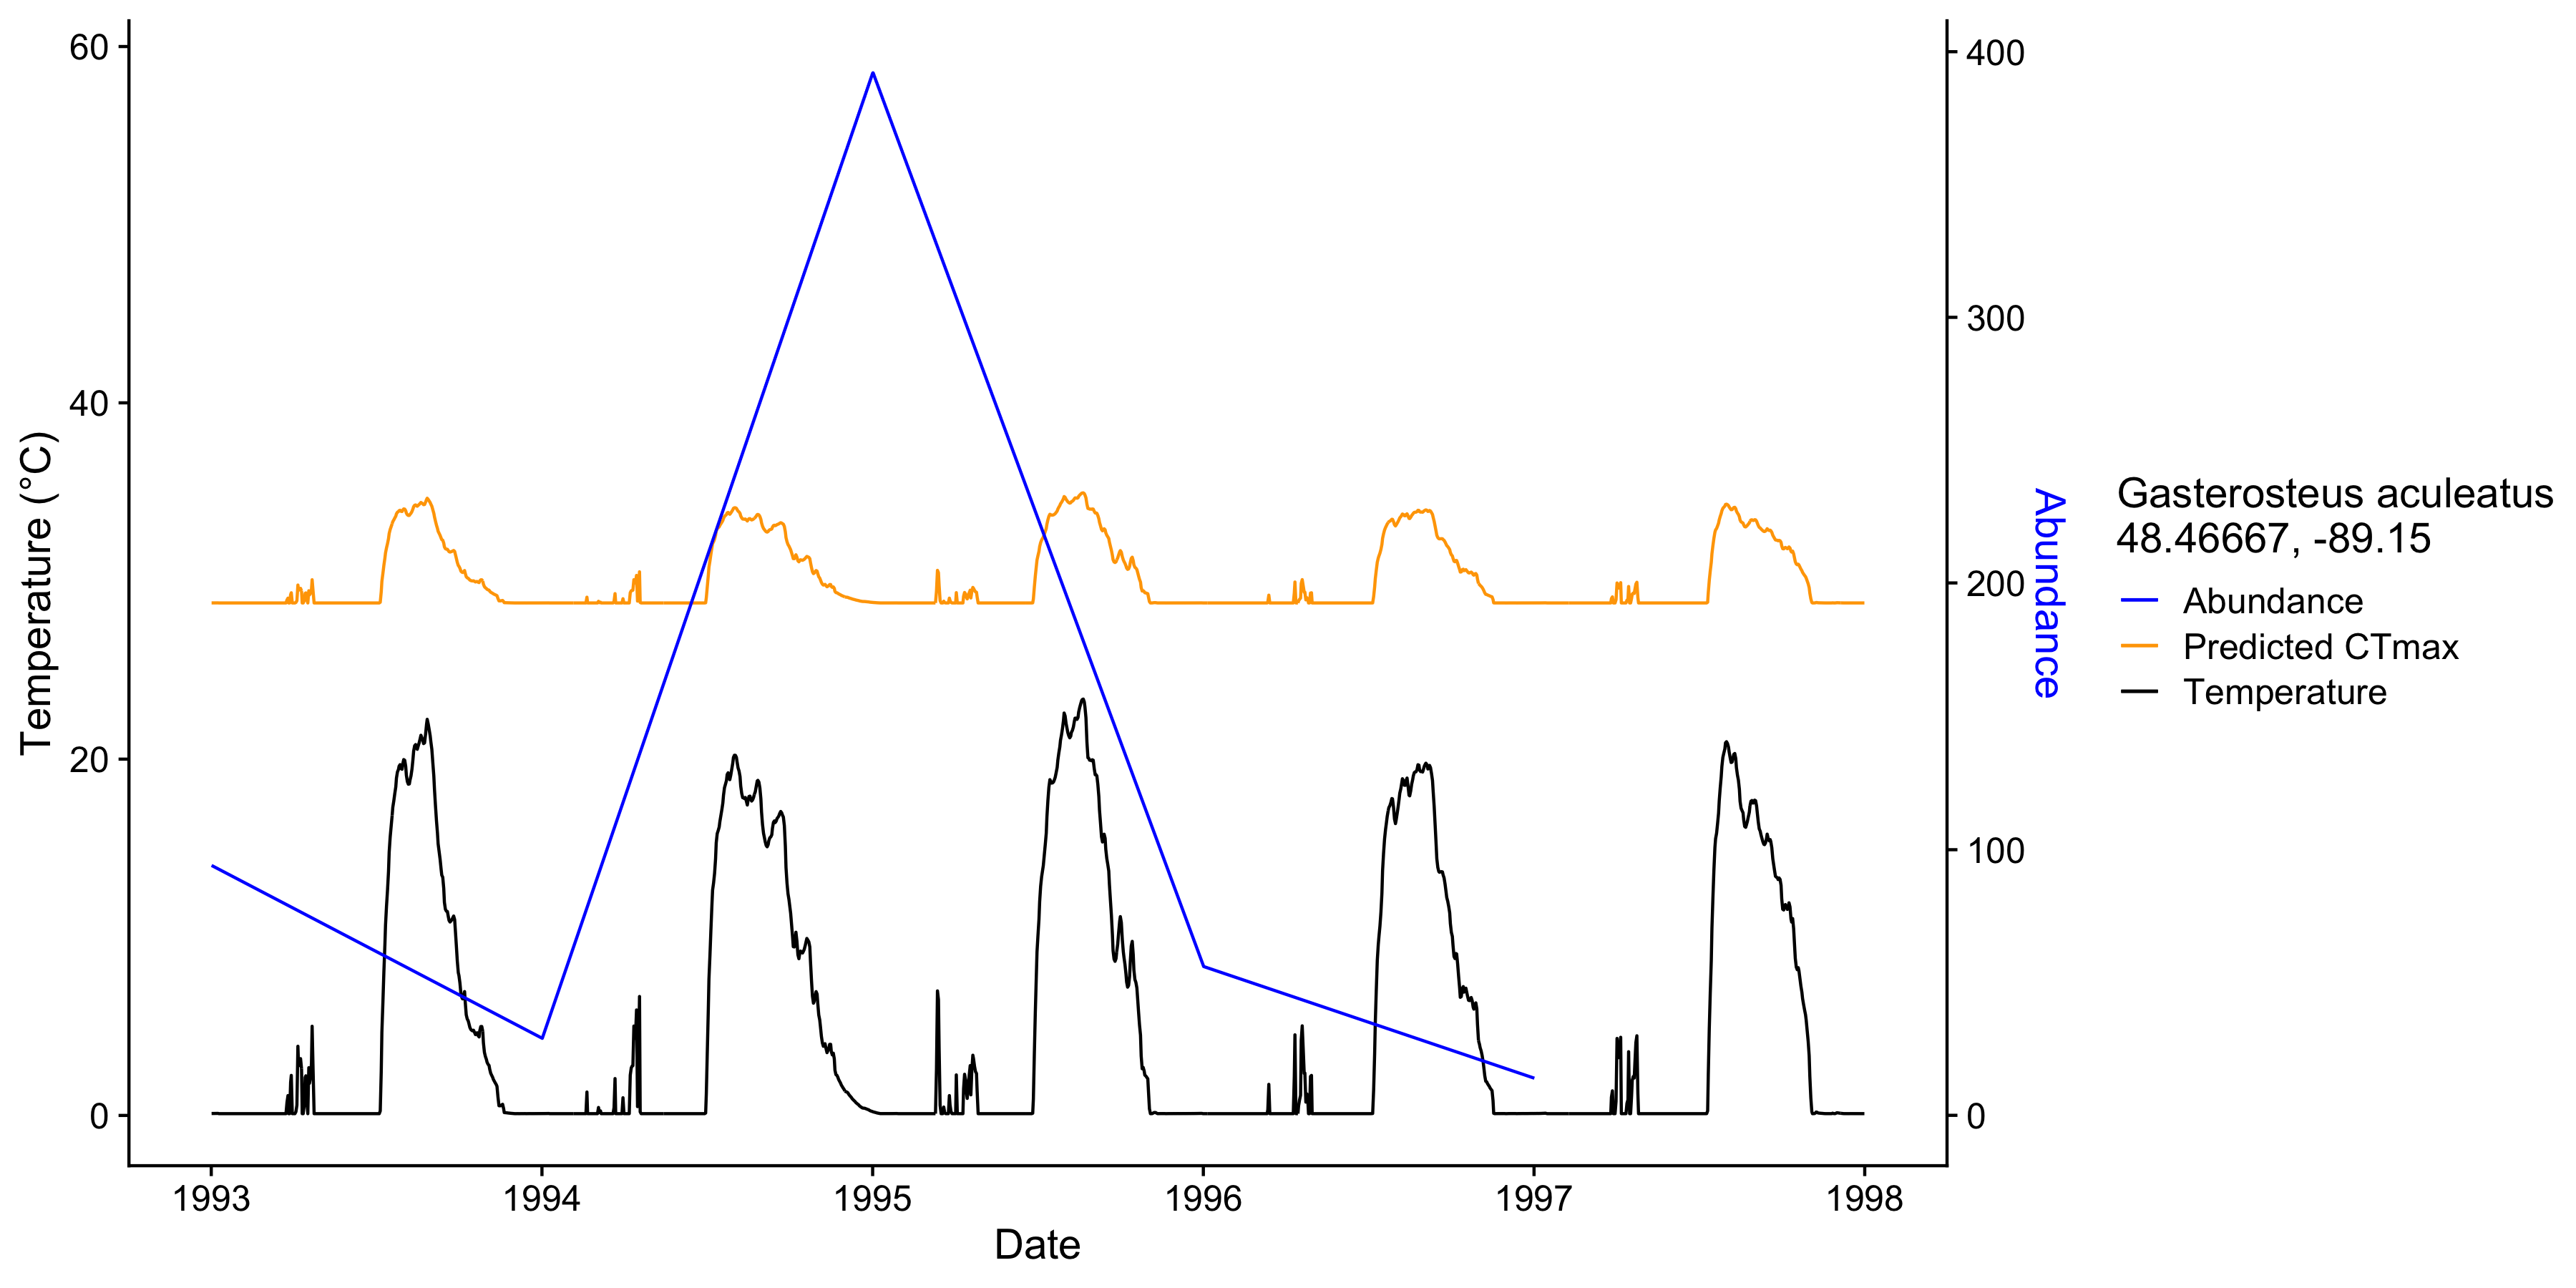 60
40
20
0
Temperature (°C)
400
300
200
100
0
Abundance
1993
1994
1995
1996
1997
1998
Date
Gasterosteus aculeatus
48.46667, -89.15
Abundance
Predicted CTmax
Temperature